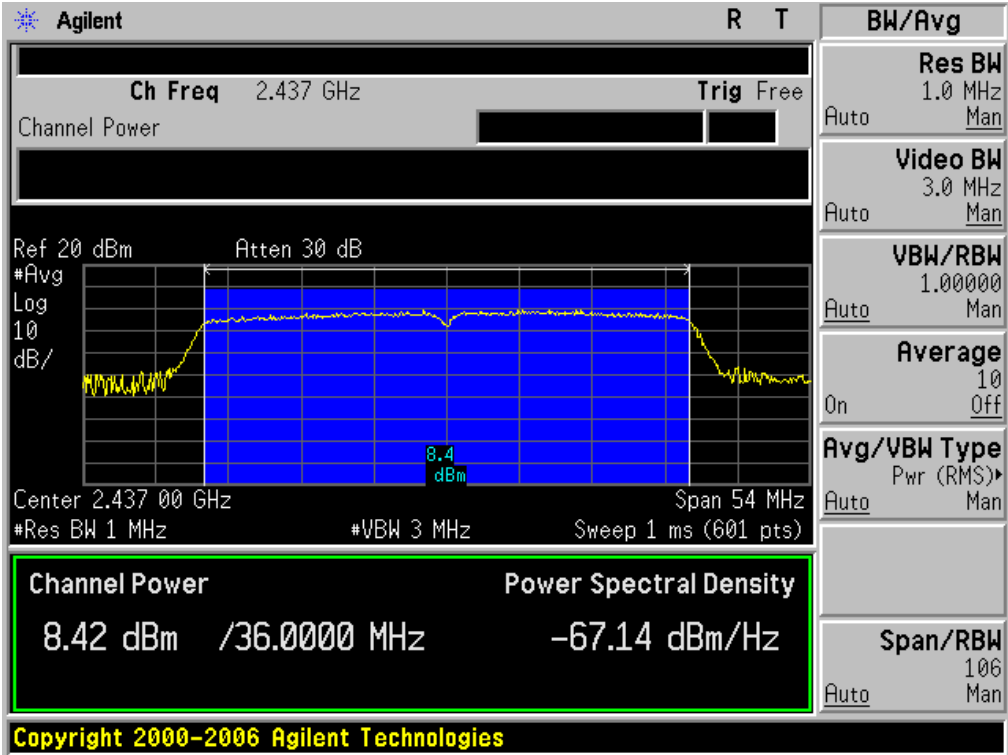 Agilent R T
Ch Freq 2.437 GHz Trig Free
Channel Power
Ref 20 dBm Atten 30 dB
#Avg
Log
10
dB/
8.4
dBm
Center 2.437 00 GHz Span 54 MHz
#Res BW 1 MHz #VBW 3 MHz Sweep 1 ms (601 pts)
Channel Power Power Spectral Density
8.42 dBm /36.0000 MHz -67.14 dBm/Hz
Copyright 2000-2006 Agilent Technologies
BW/Avg
Res BW
1.0 MHz
Auto Man
Video BW
3.0 MHz
Auto Man
VBW/RBW
1.00000
Auto Man
Average
10
On Off
Avg/VBW Type
Pwr (RMS)▸
Auto Man
Span/RBW
106
Auto Man